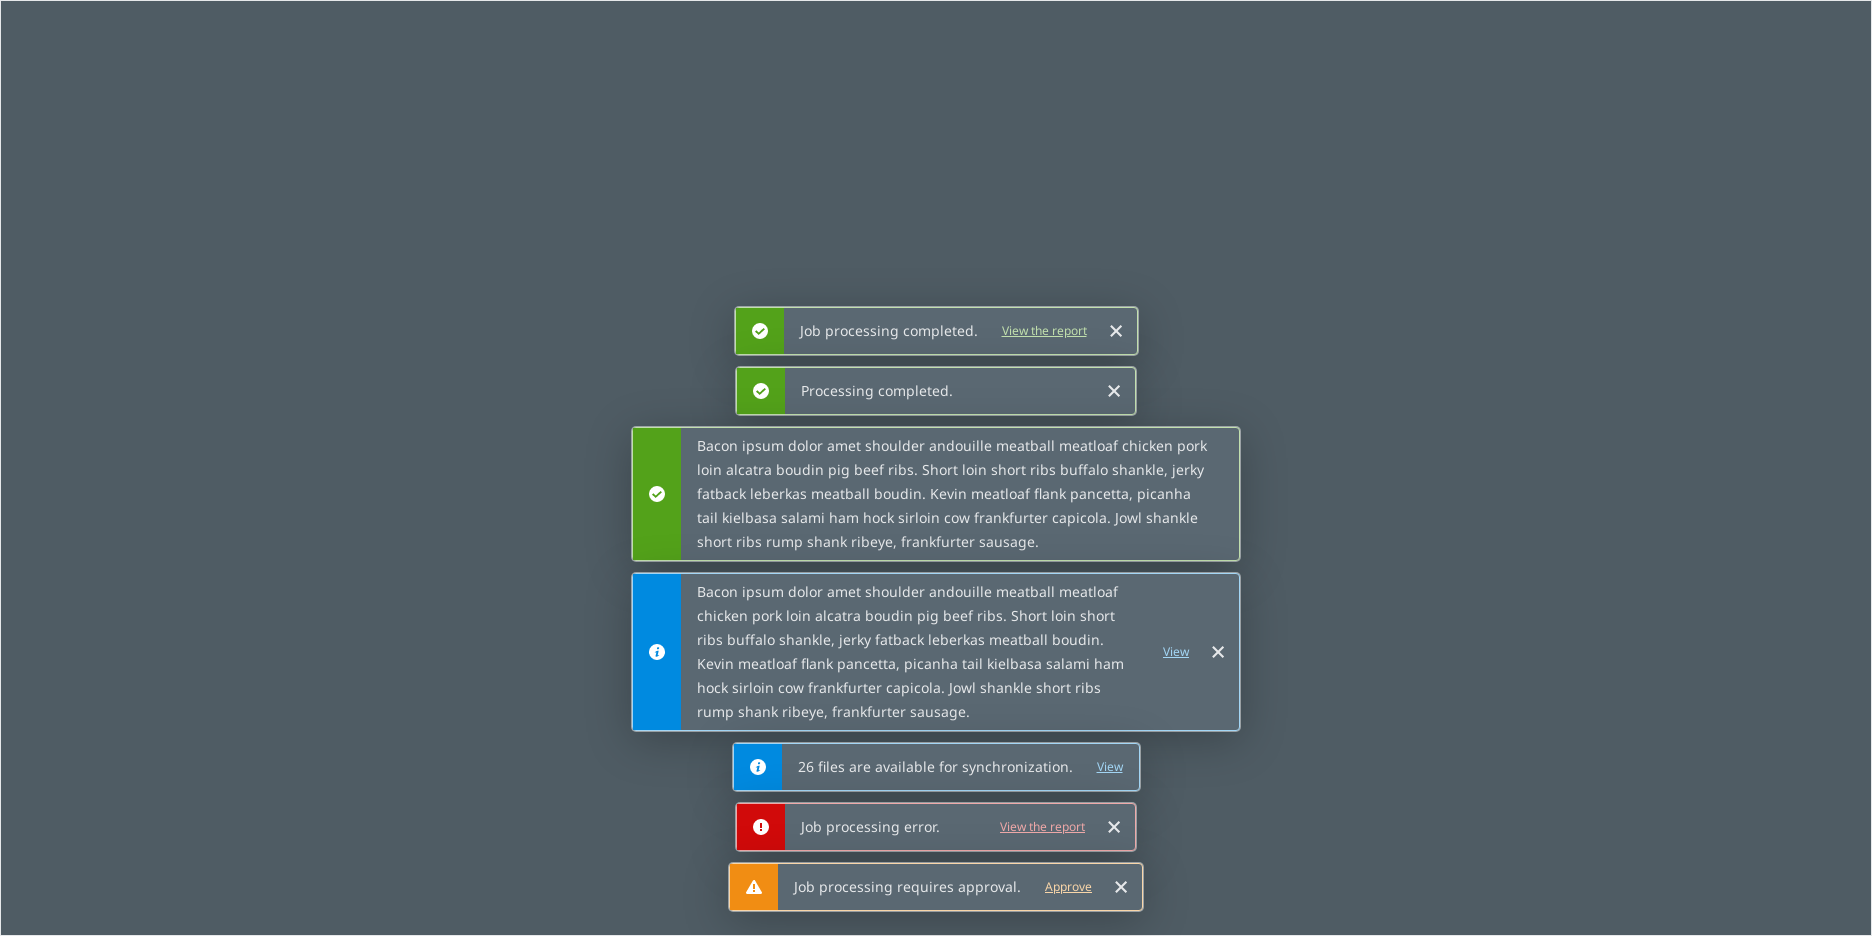 Job processing completed. View the report
Processing completed.
Bacon ipsum dolor amet shoulder andouille meatball meatloaf chicken pork
loin alcatra boudin pig beef ribs. Short loin short ribs buffalo shankle, jerky
fatback leberkas meatball boudin. Kevin meatloaf flank pancetta, picanha
tail kielbasa salami ham hock sirloin cow frankfurter capicola. Jowl shankle
short ribs rump shank ribeye, frankfurter sausage.
Bacon ipsum dolor amet shoulder andouille meatball meatloaf
chicken pork loin alcatra boudin pig beef ribs. Short loin short
ribs buffalo shankle, jerky fatback leberkas meatball boudin.
Kevin meatloaf flank pancetta, picanha tail kielbasa salami ham
hock sirloin cow frankfurter capicola. Jowl shankle short ribs
rump shank ribeye, frankfurter sausage.
View
26 files are available for synchronization. View
Job processing error. View the report
Job processing requires approval. Approve